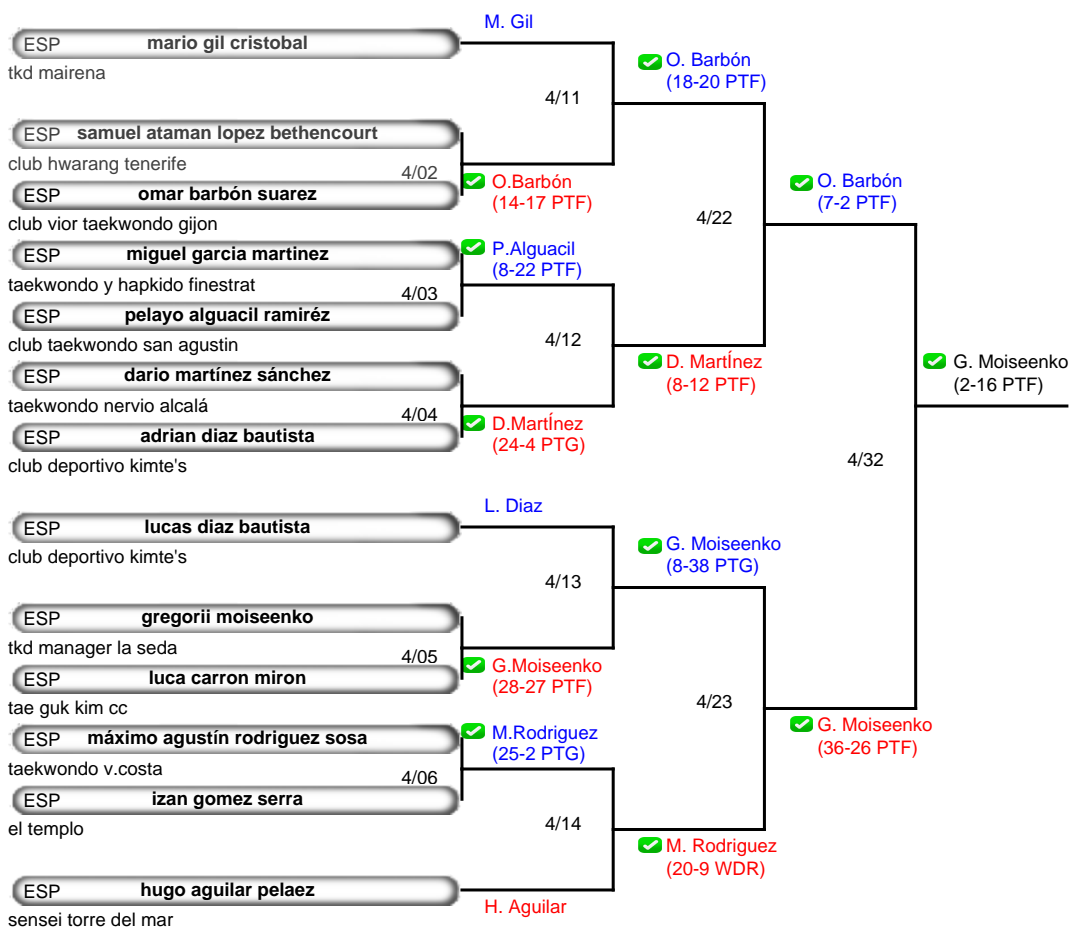 M. Gil
ESP mario gil cristobal
tkd mairena
O. Barbón
(18-20 PTF)
4/11
ESP samuel ataman lopez bethencourt
club hwarang tenerife
4/02
O.Barbón
(14-17 PTF)
ESP omar barbón suarez
club vior taekwondo gijon
O. Barbón
(7-2 PTF)
4/22
ESP miguel garcia martinez
taekwondo y hapkido finestrat
P.Alguacil
(8-22 PTF)
4/03
ESP pelayo alguacil ramiréz
club taekwondo san agustin
4/12
D. MartÍnez
(8-12 PTF)
ESP dario martínez sánchez
taekwondo nervio alcalá
4/04
D.MartÍnez
(24-4 PTG)
ESP adrian diaz bautista
club deportivo kimte's
G. Moiseenko
(2-16 PTF)
4/32
L. Diaz
ESP lucas diaz bautista
club deportivo kimte's
G. Moiseenko
(8-38 PTG)
4/13
ESP gregorii moiseenko
tkd manager la seda
4/05
G.Moiseenko
(28-27 PTF)
ESP luca carron miron
tae guk kim cc
4/23
G. Moiseenko
(36-26 PTF)
ESP máximo agustín rodriguez sosa
taekwondo v.costa
M.Rodriguez
(25-2 PTG)
4/06
ESP izan gomez serra
el templo
4/14
M. Rodriguez
(20-9 WDR)
ESP hugo aguilar pelaez
sensei torre del mar
H. Aguilar